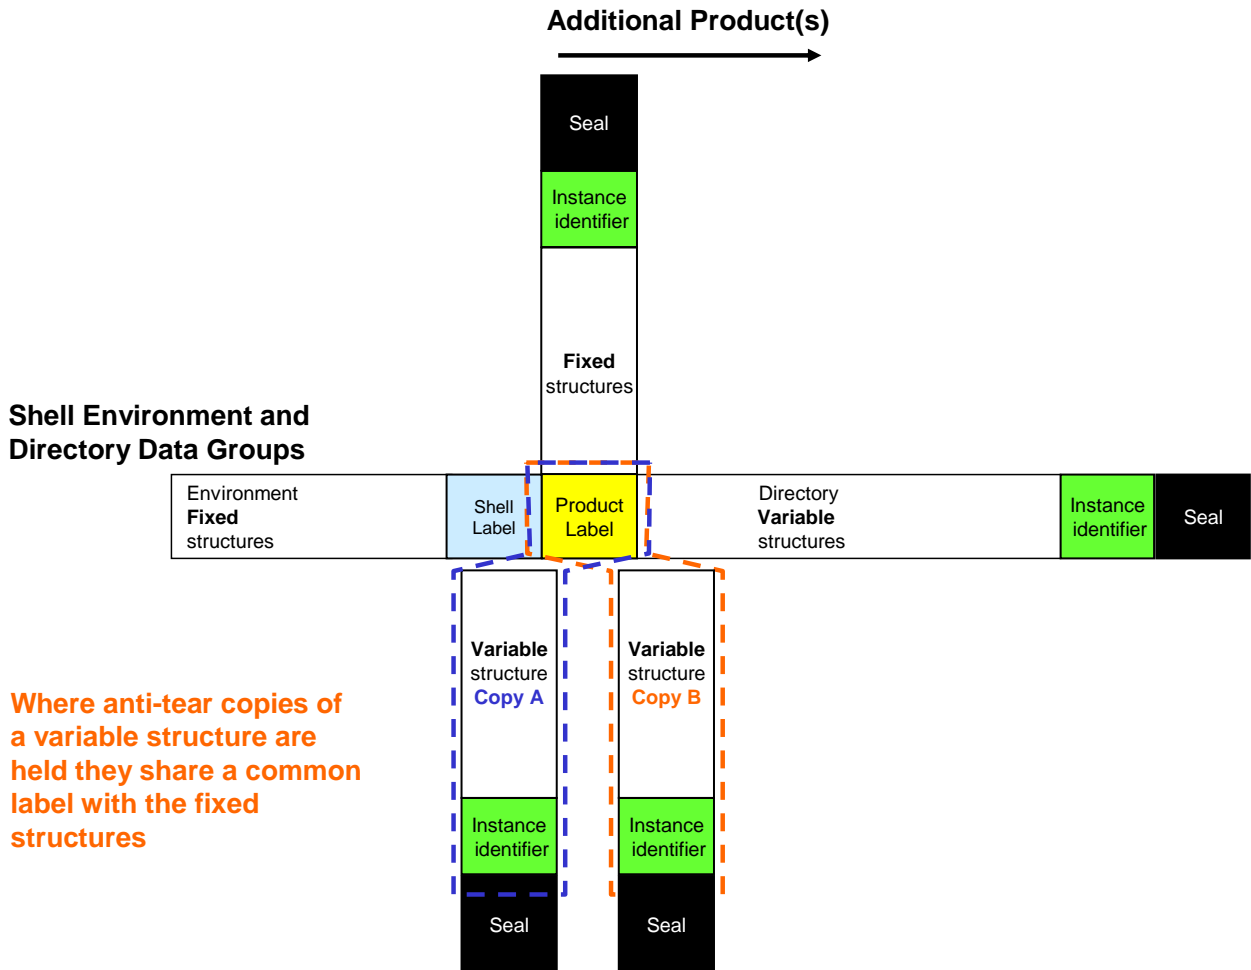 Additional Product(s)
Seal
Instance
identifier
Fixed
structures
Shell Environment and
Directory Data Groups
Environment
Fixed
structures
Shell
Label
Product
Label
Directory
Variable
structures
Instance
identifier
Seal
Variable
structure
Copy A
Variable
structure
Copy B
Where anti-tear copies of
a variable structure are
held they share a common
label with the fixed
structures
Instance
identifier
Instance
identifier
Seal
Seal